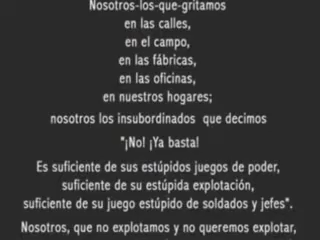 Nosotros-los-que-gritamos
en las calles,
en el campo,
en las fábricas,
en las oficinas,
en nuestros hogares;
nosotros los insubordinados que decimos
"¡No! ¡Ya basta!
Es suficiente de sus estúpidos juegos de poder,
suficiente de su estúpida explotación,
suficiente de su juego estúpido de soldados y jefes".
Nosotros, que no explotamos y no queremos explotar,